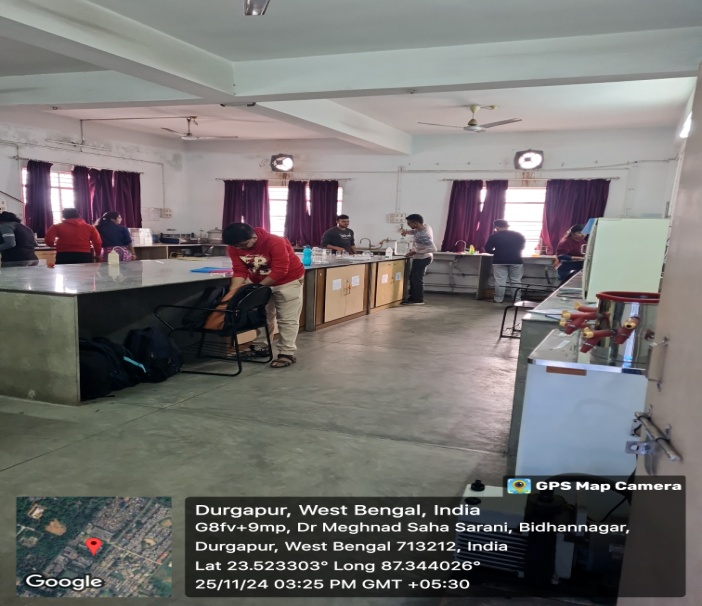 GPS Map Camera
Durgapur, West Bengal, India
G8fv+9mp, Dr Meghnad Saha Sarani, Bidhannagar,
Durgapur, West Bengal 713212, India
Lat 23.523303° Long 87.344026°
25/11/24 03:25 PM GMT +05:30
Google